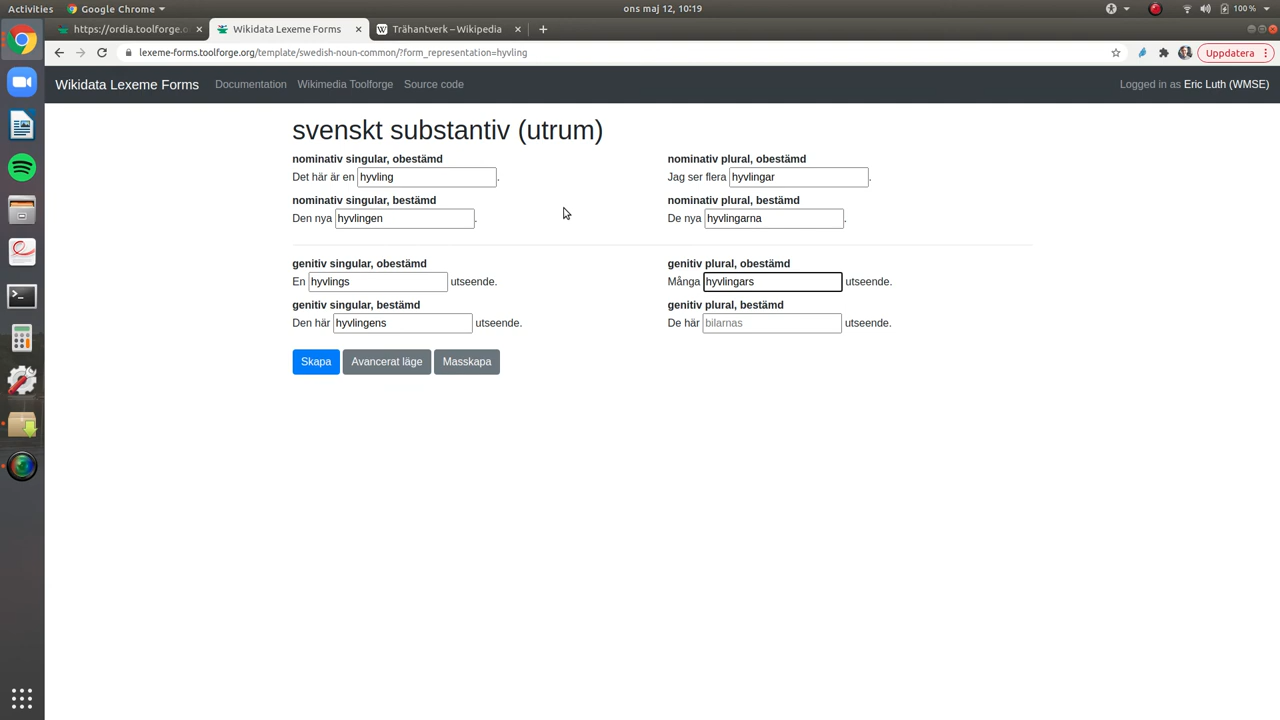 Activities Google Chrome ons maj 12, 10:19 100 %
https://ordia.toolforge.o Wikidata Lexeme Forms Trähantverk – Wikipedia
lexeme-forms.toolforge.org/template/swedish-noun-common/?form_representation=hyvling Uppdatera
Wikidata Lexeme Forms Documentation Wikimedia Toolforge Source code Logged in as Eric Luth (WMSE)
svenskt substantiv (utrum)
nominativ singular, obestämd
Det här är en hyvling.
nominativ singular, bestämd
Den nya hyvlingen.
nominativ plural, obestämd
Jag ser flera hyvlingar.
nominativ plural, bestämd
De nya hyvlingarna.
genitiv singular, obestämd
En hyvlings utseende.
genitiv singular, bestämd
Den här hyvlingens utseende.
genitiv plural, obestämd
Många hyvlingars utseende.
genitiv plural, bestämd
De här bilarnas utseende.
Skapa Avancerat läge Masskapa